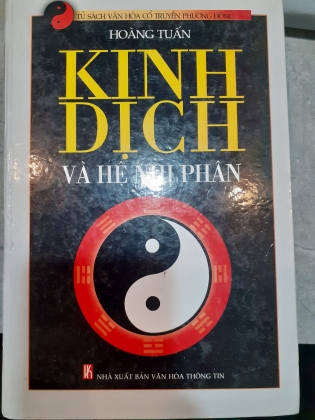 TỦ SÁCH VĂN HÓA CỔ TRUYỀN PHƯƠNG ĐÔNG
HOÀNG TUẤN
KINH
DỊCH
VÀ HỆ NHỊ PHÂN
NHÀ XUẤT BẢN VĂN HÓA THÔNG TIN